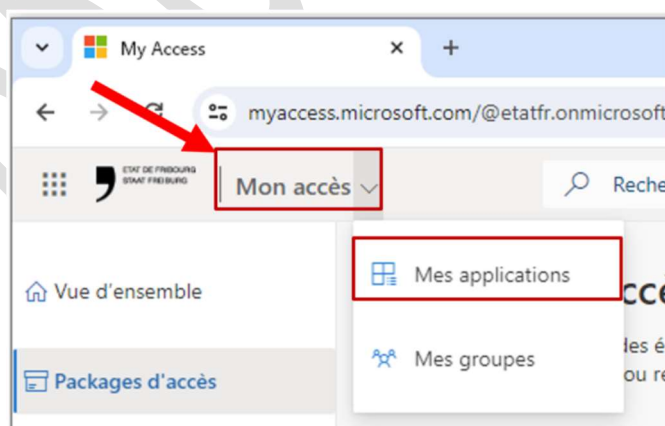 My Access
myaccess.microsoft.com/@etatfr.onmicrosoft
ETAT DE FRIBOURG
STAAT FREIBURG
Mon accès
Reche
Mes applications
ccè
Vue d'ensemble
des é
Mes groupes
ou re
Packages d'accès